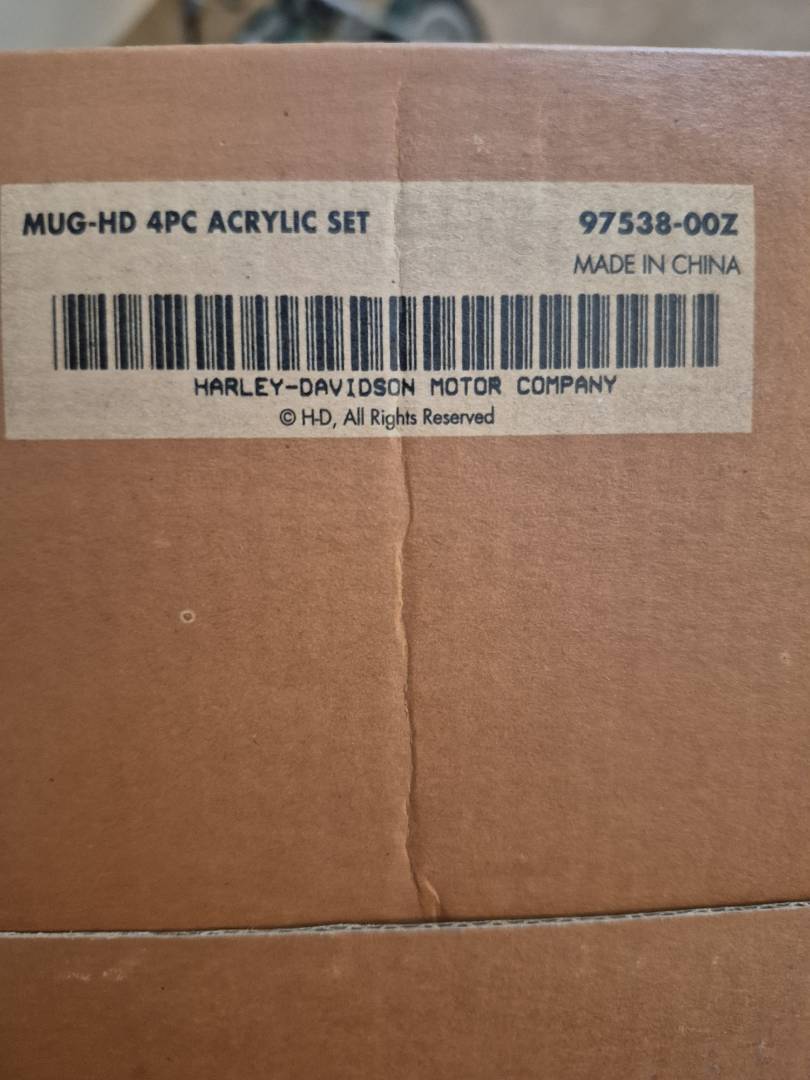 MUG-HD 4PC ACRYLIC SET 97538-00Z
MADE IN CHINA
HARLEY-DAVIDSON MOTOR COMPANY
© H-D, All Rights Reserved